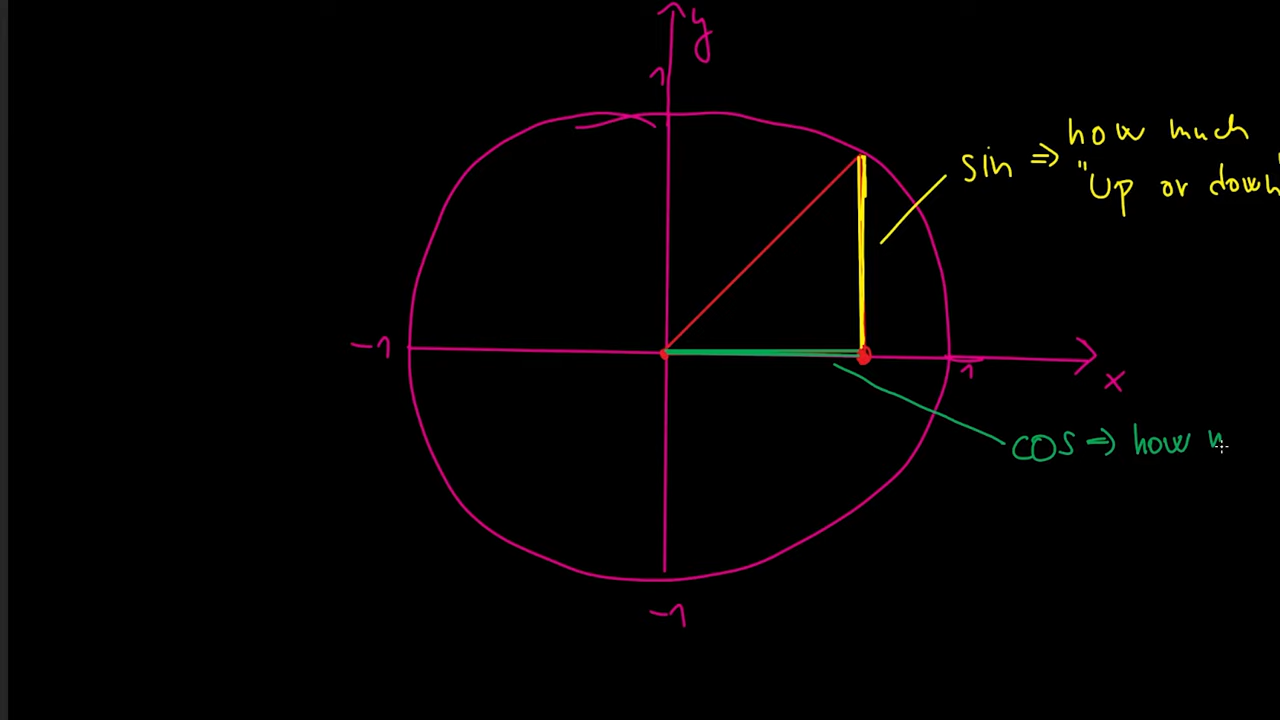 y
1
how much
sin ⇒
"Up or down
-1
1
x
cos ⇒ how
-1